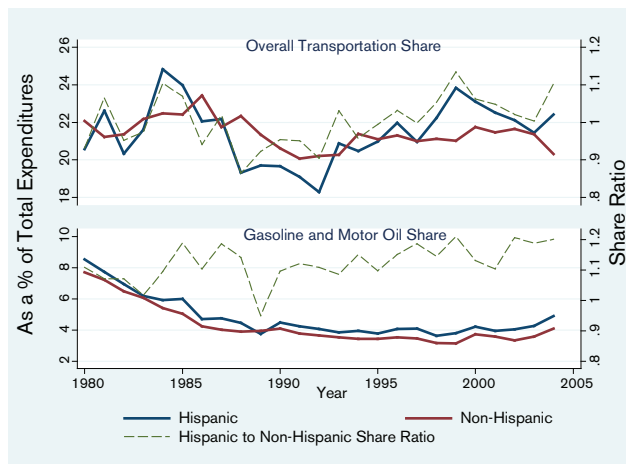 Overall Transportation Share
As a % of Total Expenditures
Share Ratio
26
24
22
20
18
1.2
1.1
1
.9
.8
Gasoline and Motor Oil Share
10
8
6
4
2
1.2
1.1
1
.9
.8
1980 1985 1990 1995 2000 2005
Year
Hispanic Non-Hispanic
Hispanic to Non-Hispanic Share Ratio